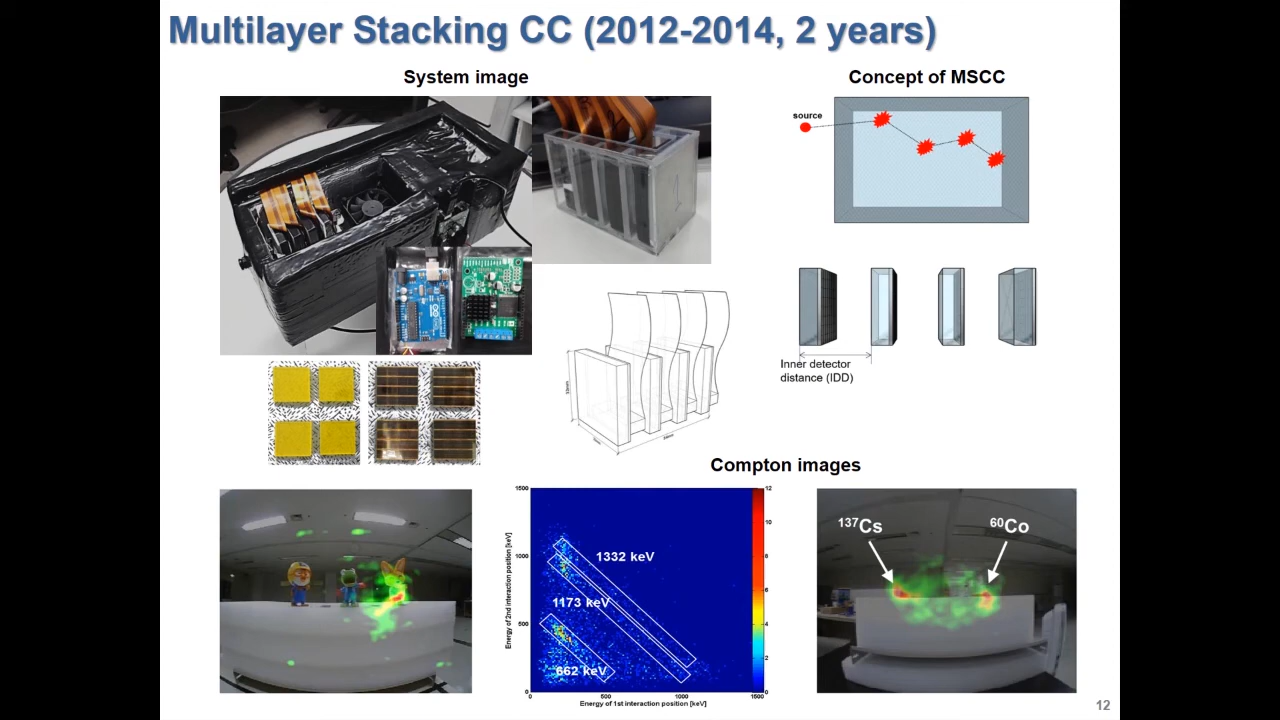 Multilayer Stacking CC (2012-2014, 2 years)
System image
Concept of MSCC
source
Inner detector
distance (IDD)
Compton images
1500
1000
500
0
Energy of 2nd interaction position [keV]
1332 keV
1173 keV
662 keV
0
500
1000
1500
Energy of 1st interaction position [keV]
12
10
8
6
4
2
0
137Cs
60Co
12